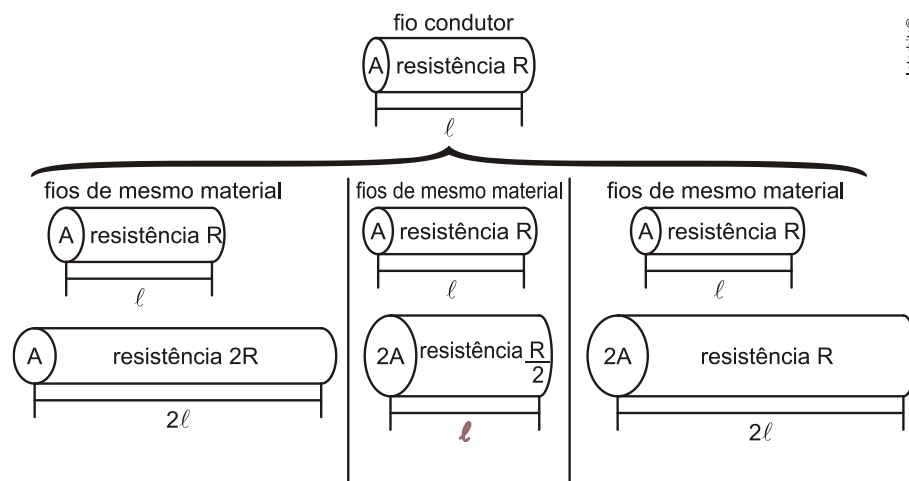 fio condutor
A resistência R
ℓ
fios de mesmo material
A resistência R
ℓ
A resistência 2R
2ℓ
fios de mesmo material
A resistência R
ℓ
2A resistência R/2
ℓ
fios de mesmo material
A resistência R
ℓ
2A resistência R
2ℓ